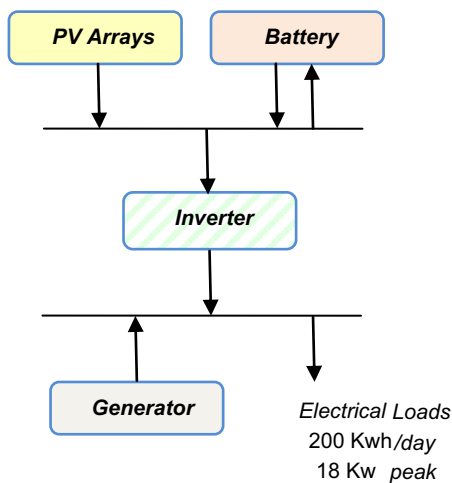 PV Arrays
Battery
Inverter
Generator
Electrical Loads
200 Kwh/day
18 Kw peak